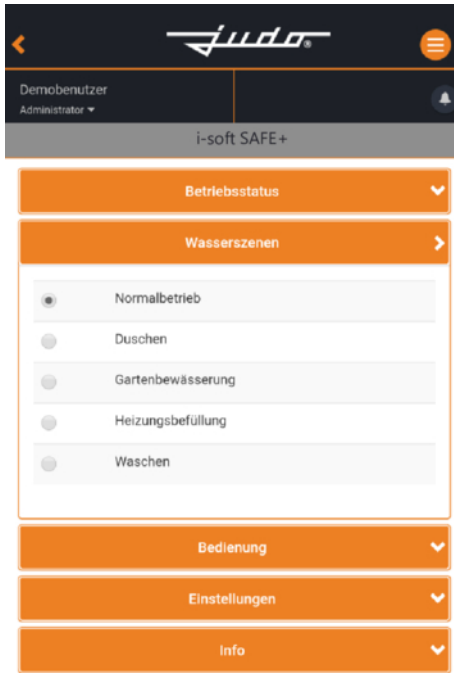 judo®
Demobenutzer
Administrator
i-soft SAFE+
Betriebsstatus
Wasserszenen
Normalbetrieb
Duschen
Gartenbewässerung
Heizungsbefüllung
Waschen
Bedienung
Einstellungen
Info